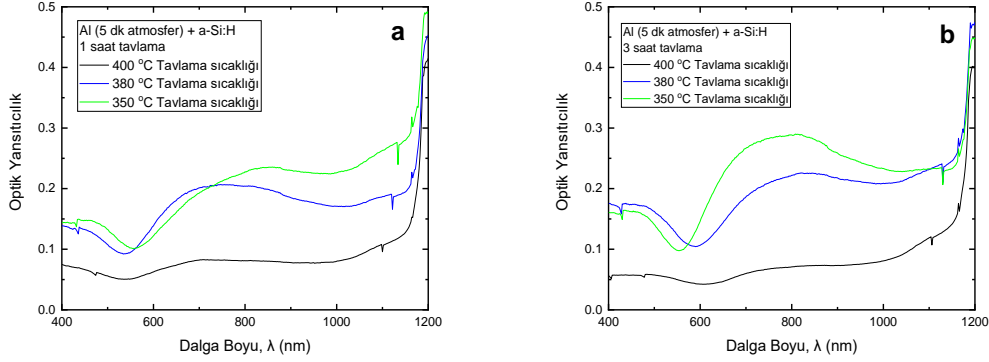 Al (5 dk atmosfer) + a-Si:H
1 saat tavlama
400 °C Tavlama sıcaklığı
380 °C Tavlama sıcaklığı
350 °C Tavlama sıcaklığı
a
0.5
0.4
0.3
0.2
0.1
0.0
Optik Yansıtıcılık
400 600 800 1000 1200
Dalga Boyu, λ (nm)
Al (5 dk atmosfer) + a-Si:H
3 saat tavlama
400 °C Tavlama sıcaklığı
380 °C Tavlama sıcaklığı
350 °C Tavlama sıcaklığı
b
0.5
0.4
0.3
0.2
0.1
0.0
Optik Yansıtıcılık
400 600 800 1000 1200
Dalga Boyu, λ (nm)